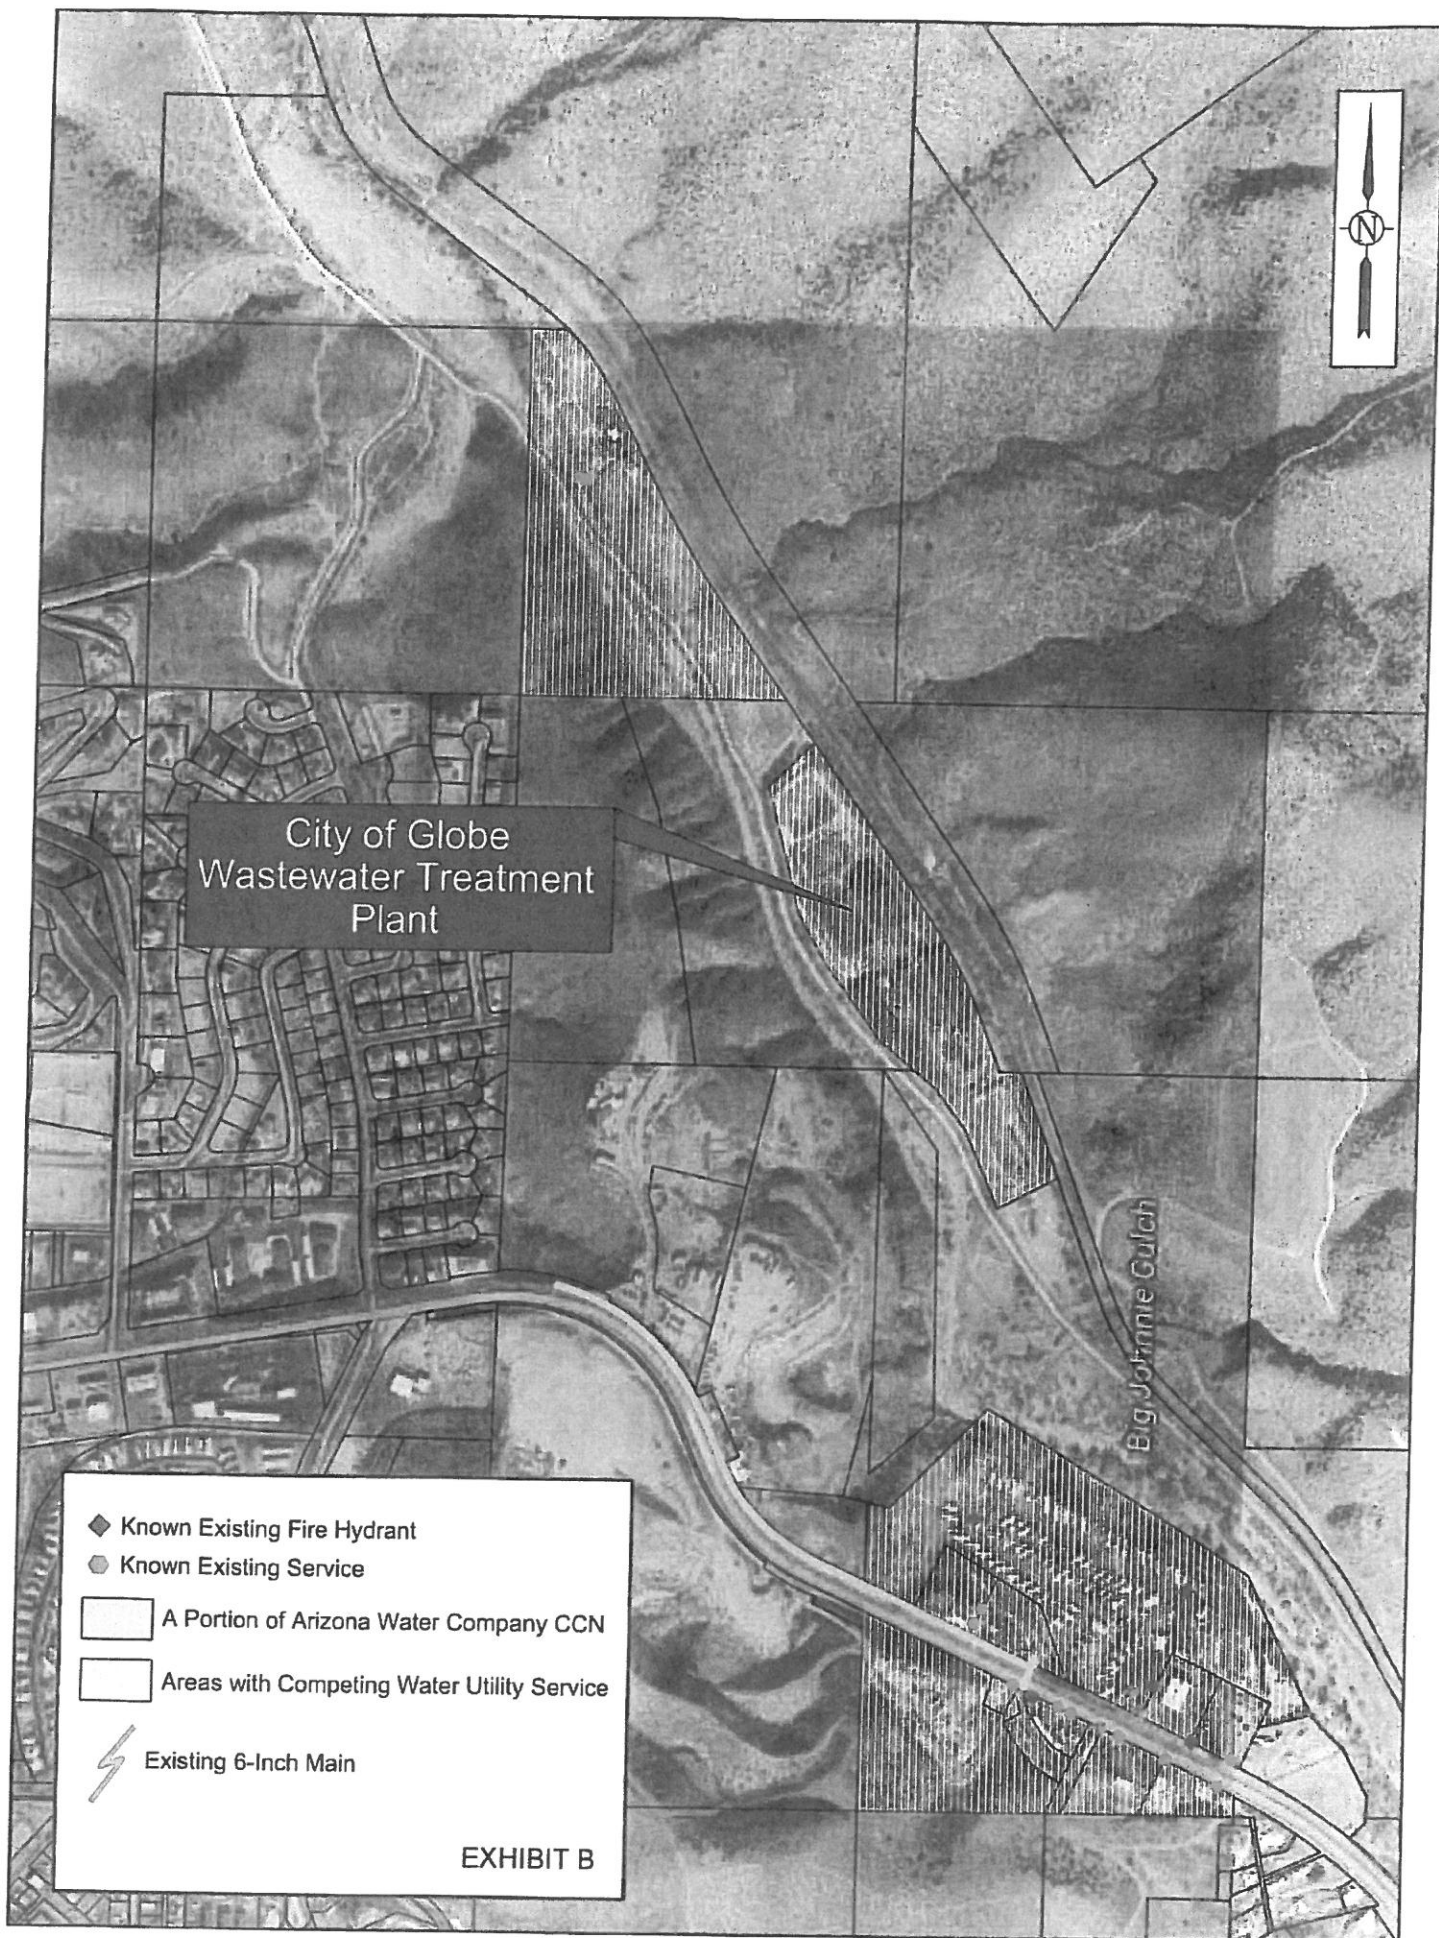 N
City of Globe
Wastewater Treatment
Plant
Big Johnnie Gulch
Known Existing Fire Hydrant
Known Existing Service
A Portion of Arizona Water Company CCN
Areas with Competing Water Utility Service
Existing 6-Inch Main
EXHIBIT B